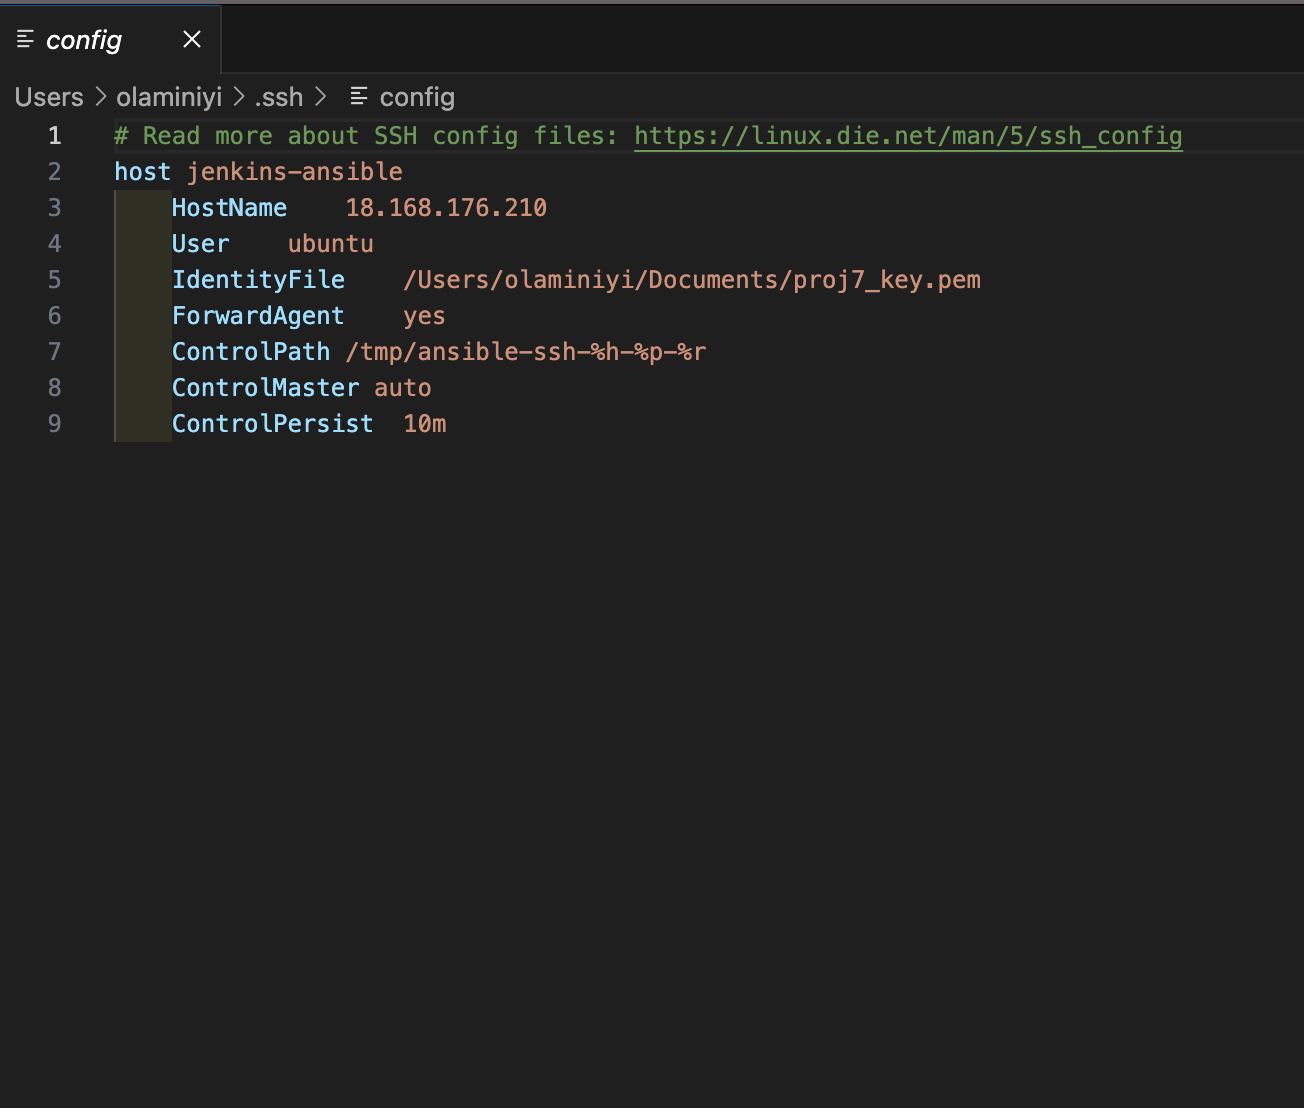 config
Users > olaminiyi > .ssh > config
1 # Read more about SSH config files: https://linux.die.net/man/5/ssh_config
2 host jenkins-ansible
3     HostName    18.168.176.210
4     User    ubuntu
5     IdentityFile    /Users/olaminiyi/Documents/proj7_key.pem
6     ForwardAgent    yes
7     ControlPath /tmp/ansible-ssh-%h-%p-%r
8     ControlMaster auto
9     ControlPersist  10m